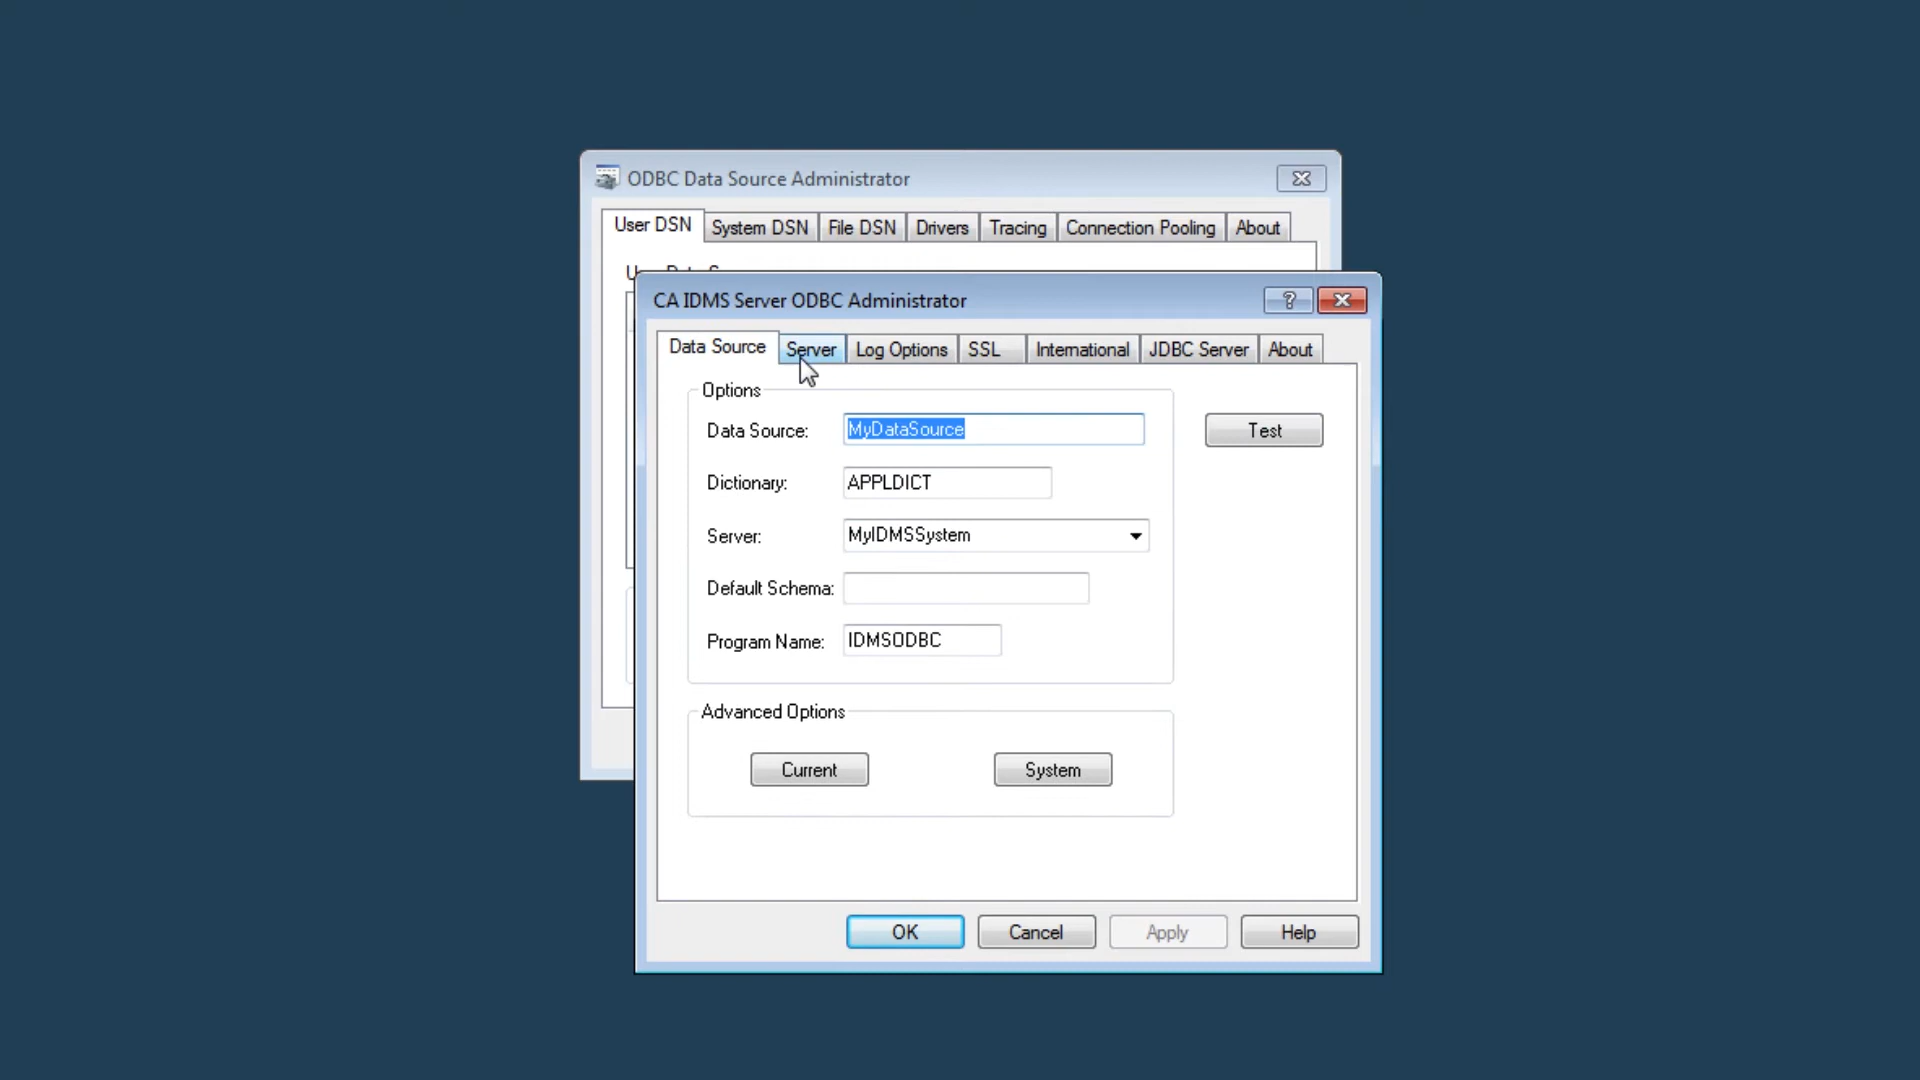 ODBC Data Source Administrator
User DSN System DSN File DSN Drivers Tracing Connection Pooling About
CA IDMS Server ODBC Administrator
Data Source Server Log Options SSL International JDBC Server About
Options
Data Source: MyDataSource Test
Dictionary: APPLDICT
Server: MyIDMSSystem
Default Schema:
Program Name: IDMSODBC
Advanced Options
Current System
OK Cancel Apply Help